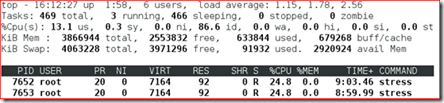 top - 16:12:27 up 1:58, 6 users, load average: 1.15, 1.78, 2.56
Tasks: 469 total, 3 running, 466 sleeping, 0 stopped, 0 zombie
%Cpu(s): 13.1 us, 0.3 sy, 0.0 ni, 86.6 id, 0.0 wa, 0.0 hi, 0.0 si, 0.0 st
KiB Mem : 3866944 total, 2553832 free, 633844 used, 679268 buff/cache
KiB Swap: 4063228 total, 3971296 free, 91932 used. 2920924 avail Mem
PID USER PR NI VIRT RES SHR S %CPU %MEM TIME+ COMMAND
7652 root 20 0 7164 92 0 R 24.8 0.0 9:03.46 stress
7653 root 20 0 7164 92 0 R 24.8 0.0 8:59.99 stress